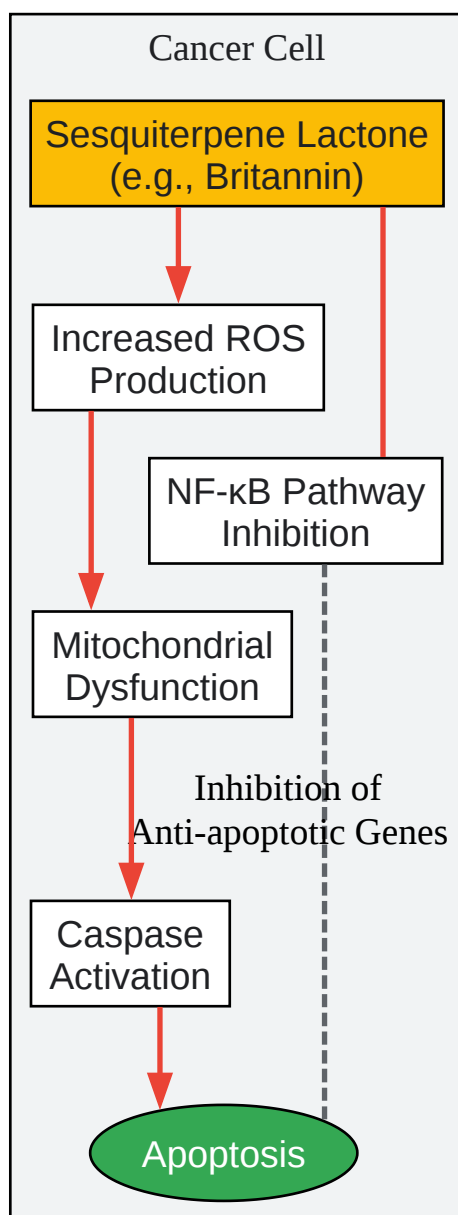 Cancer Cell
Sesquiterpene Lactone
(e.g., Britannin)
Increased ROS
Production
NF-κB Pathway
Inhibition
Mitochondrial
Dysfunction
Inhibition of
Anti-apoptotic Genes
Caspase
Activation
Apoptosis